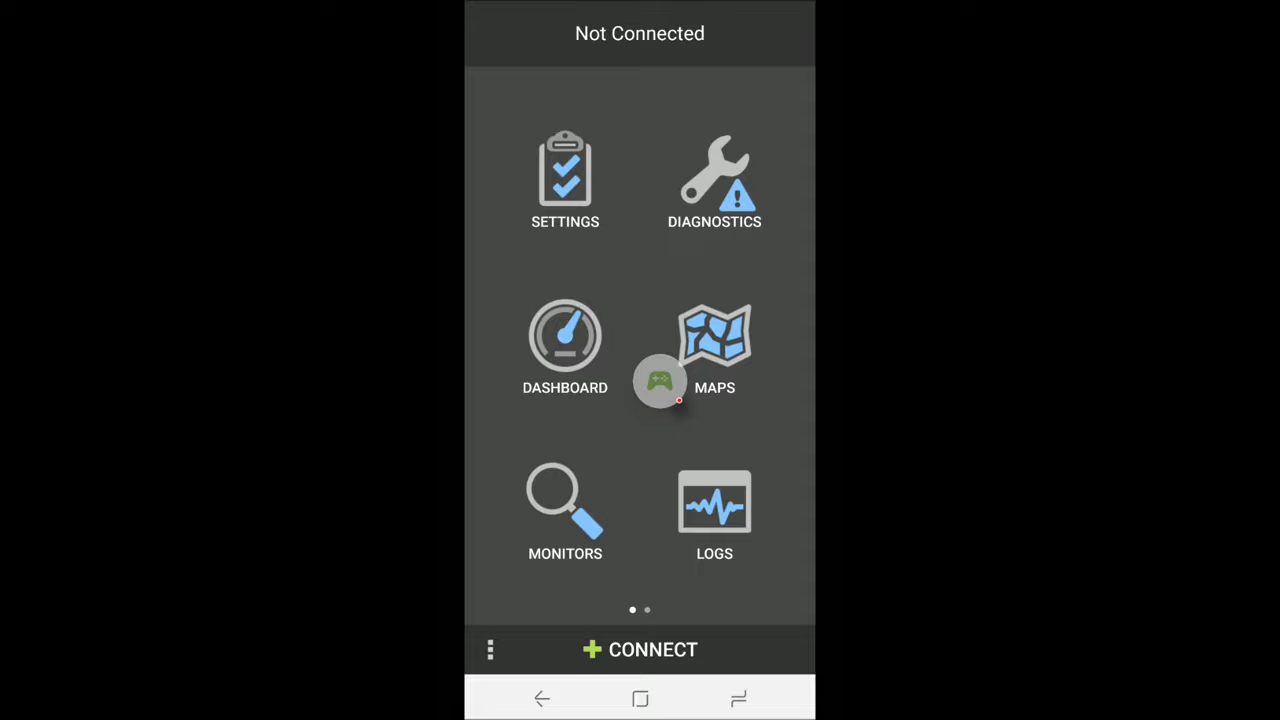 Not Connected
SETTINGS
DIAGNOSTICS
DASHBOARD
MAPS
MONITORS
LOGS
CONNECT